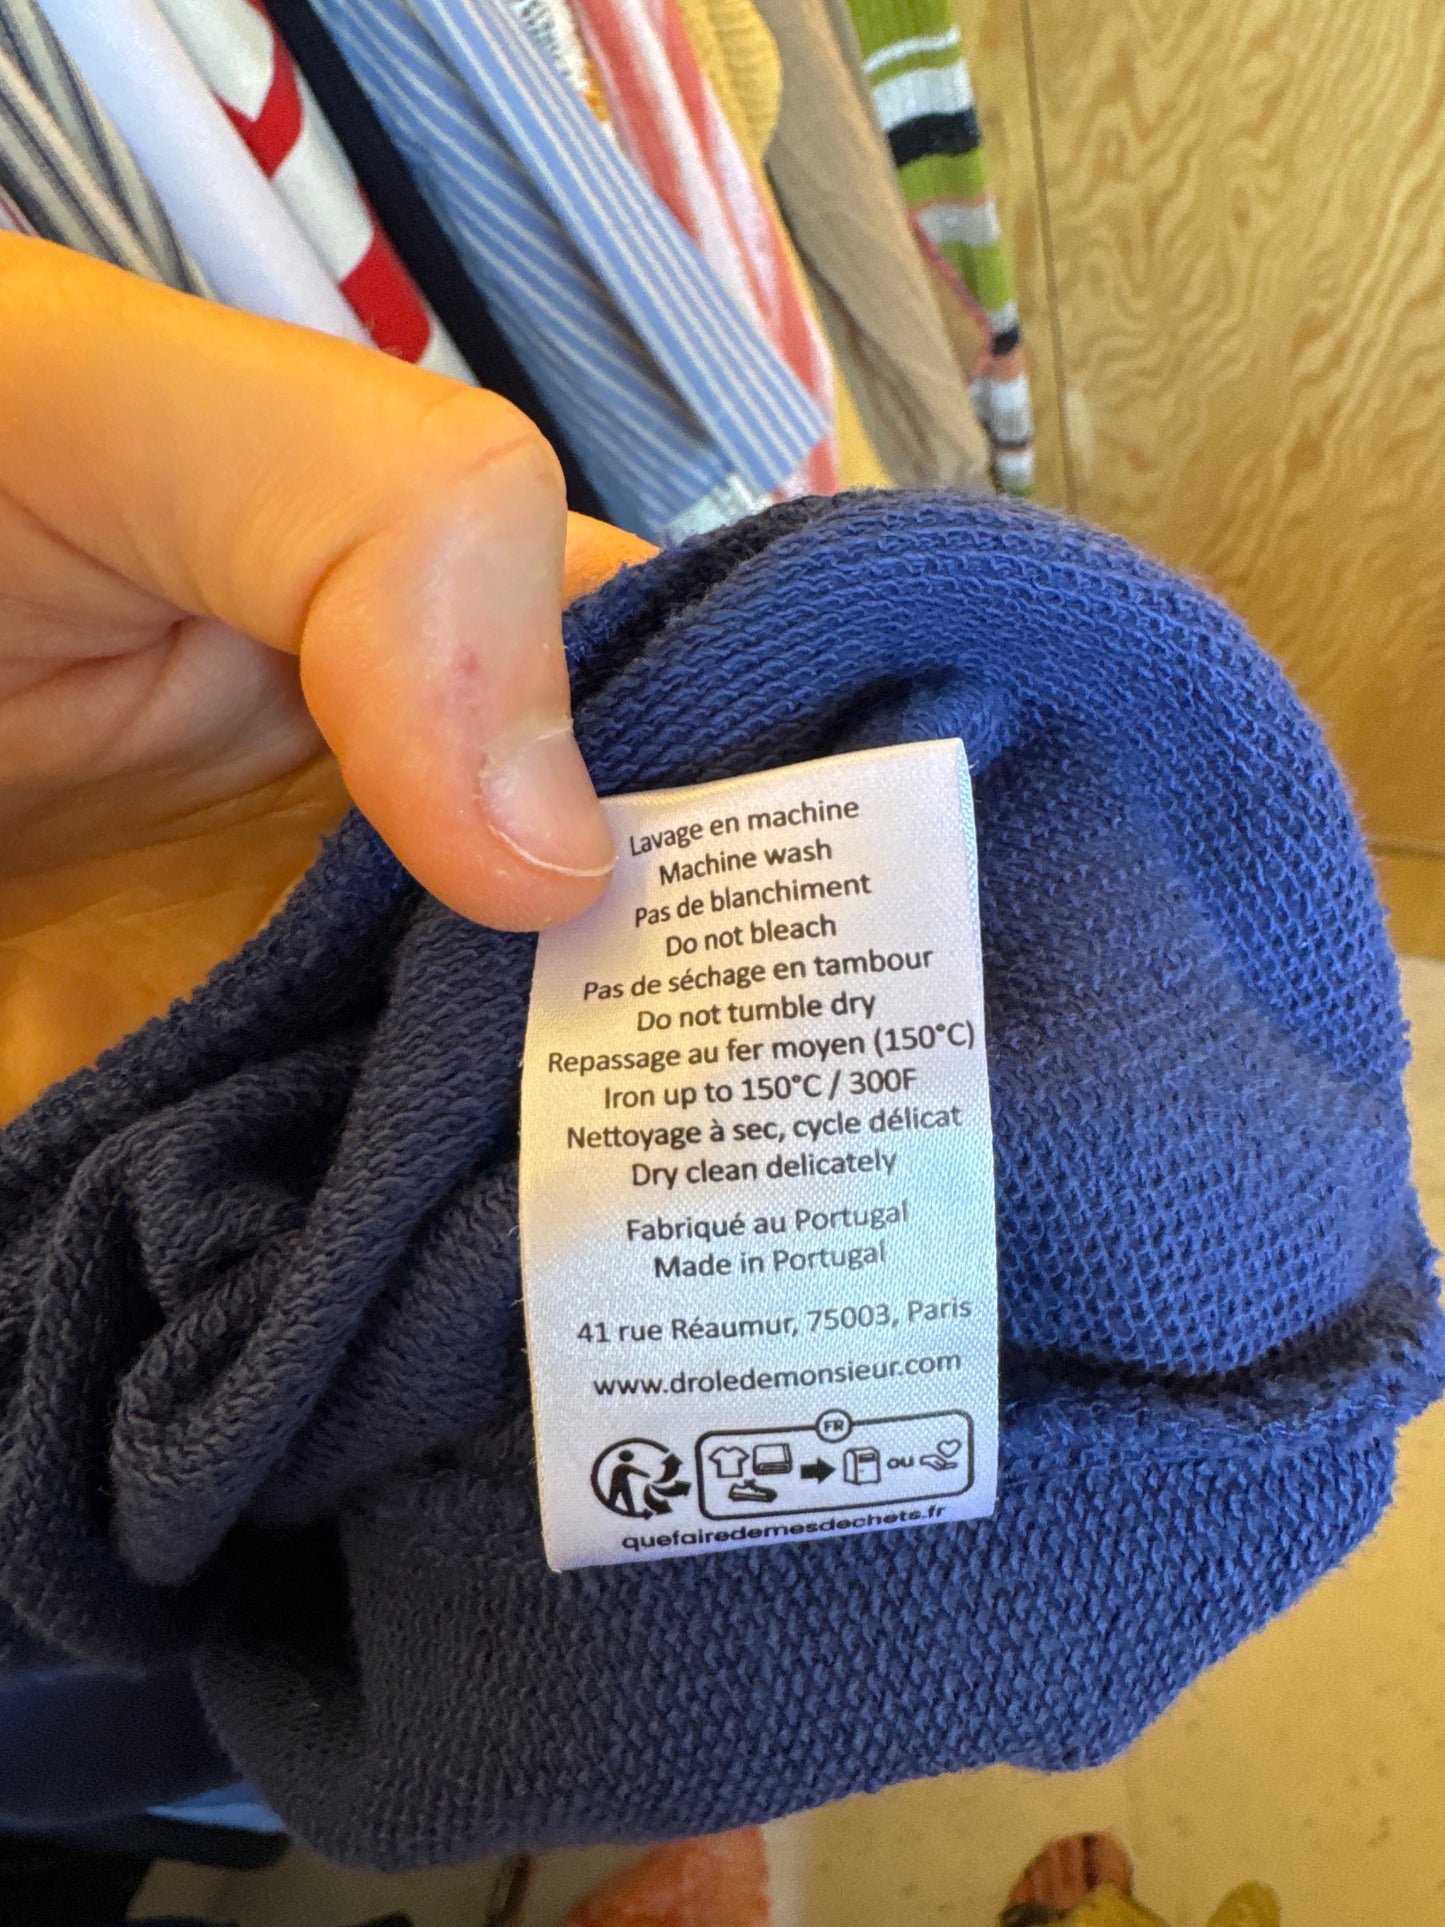 Lavage en machine
Machine wash
Pas de blanchiment
Do not bleach
Pas de séchage en tambour
Do not tumble dry
Repassage au fer moyen (150°C)
Iron up to 150°C / 300F
Nettoyage à sec, cycle délicat
Dry clean delicately
Fabriqué au Portugal
Made in Portugal
41 rue Réaumur, 75003, Paris
www.droledemonsieur.com
FR
ou
quefairedemesdechets.fr